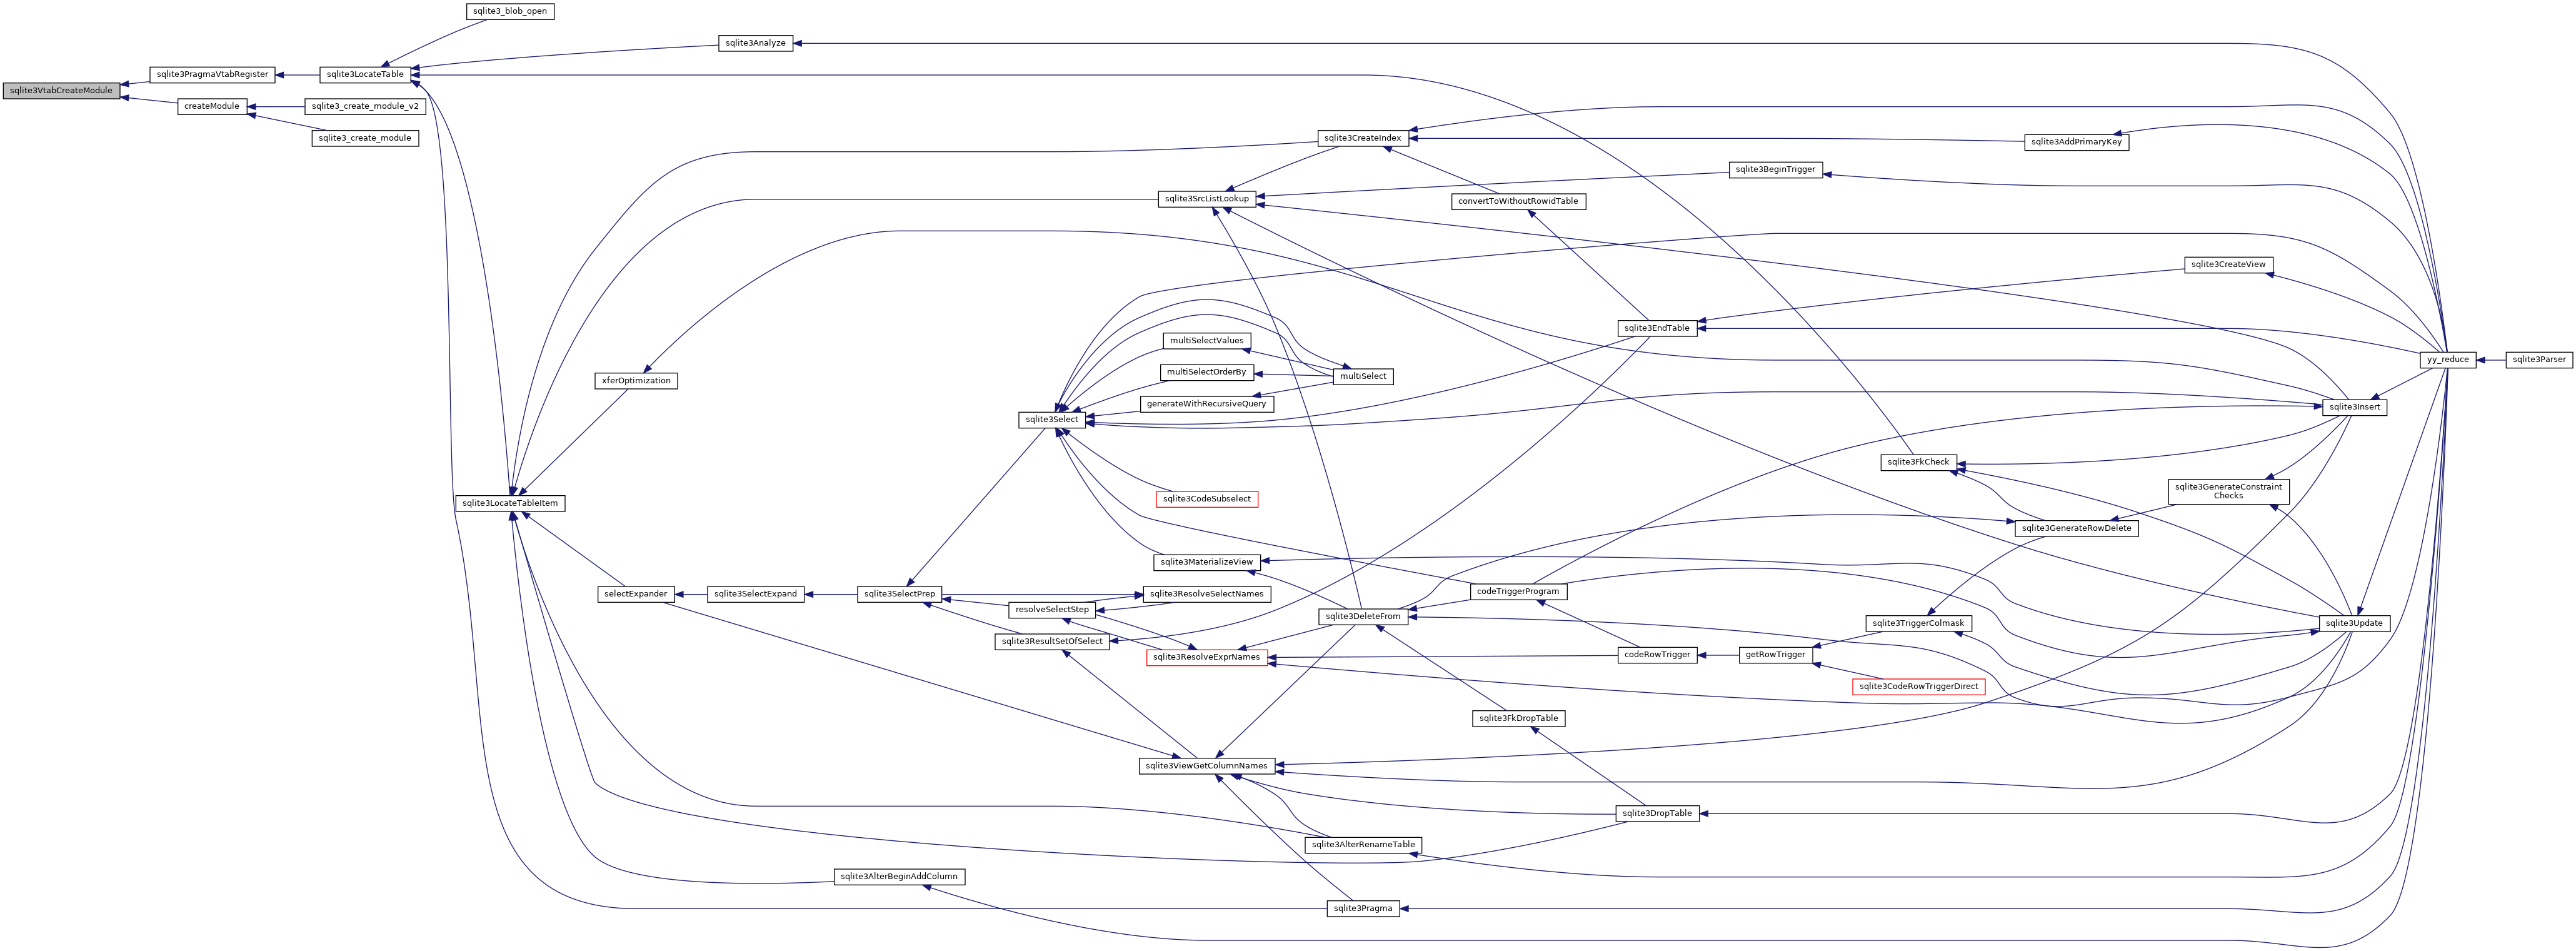 sqlite3_blob_open
sqlite3Analyze
sqlite3PragmaVtabRegister
sqlite3LocateTable
sqlite3VtabCreateModule
createModule
sqlite3_create_module_v2
sqlite3_create_module
sqlite3CreateIndex
sqlite3AddPrimaryKey
sqlite3BeginTrigger
sqlite3SrcListLookup
convertToWithoutRowidTable
sqlite3CreateView
sqlite3EndTable
multiSelectValues
yy_reduce
sqlite3Parser
multiSelectOrderBy
multiSelect
xferOptimization
generateWithRecursiveQuery
sqlite3Insert
sqlite3Select
sqlite3FkCheck
sqlite3GenerateConstraint
Checks
sqlite3CodeSubselect
sqlite3LocateTableItem
sqlite3GenerateRowDelete
sqlite3MaterializeView
codeTriggerProgram
selectExpander
sqlite3SelectExpand
sqlite3SelectPrep
sqlite3ResolveSelectNames
resolveSelectStep
sqlite3DeleteFrom
sqlite3TriggerColmask
sqlite3Update
sqlite3ResultSetOfSelect
sqlite3ResolveExprNames
codeRowTrigger
getRowTrigger
sqlite3CodeRowTriggerDirect
sqlite3FkDropTable
sqlite3ViewGetColumnNames
sqlite3DropTable
sqlite3AlterRenameTable
sqlite3AlterBeginAddColumn
sqlite3Pragma